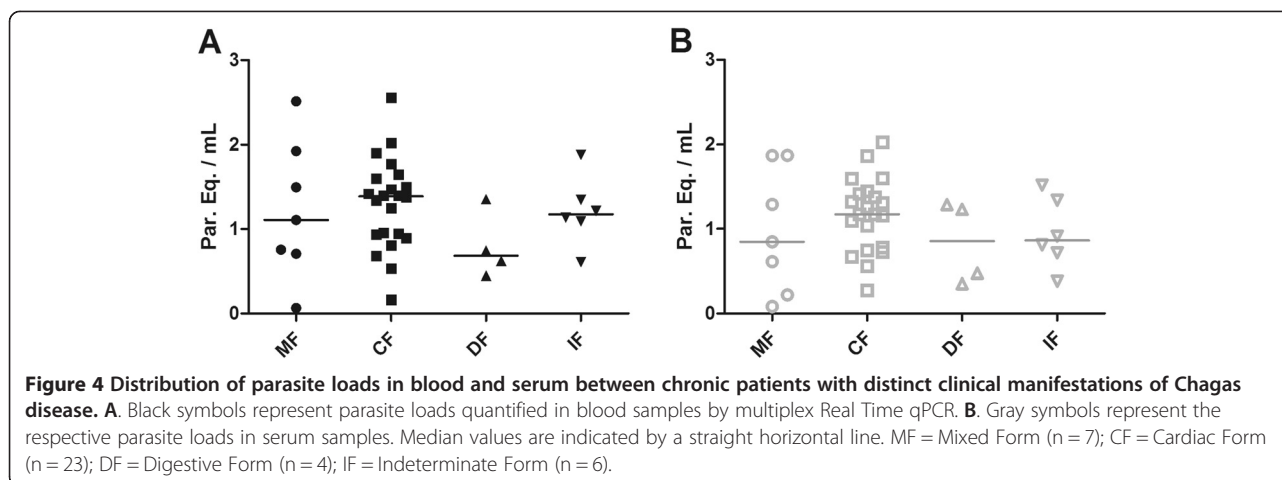 A
B
3
2
1
0
Par. Eq. / mL
MF
CF
DF
IF
3
2
1
0
Par. Eq. / mL
MF
CF
DF
IF
Figure 4 Distribution of parasite loads in blood and serum between chronic patients with distinct clinical manifestations of Chagas
disease. A. Black symbols represent parasite loads quantified in blood samples by multiplex Real Time qPCR. B. Gray symbols represent the
respective parasite loads in serum samples. Median values are indicated by a straight horizontal line. MF = Mixed Form (n = 7); CF = Cardiac Form
(n = 23); DF = Digestive Form (n = 4); IF = Indeterminate Form (n = 6).